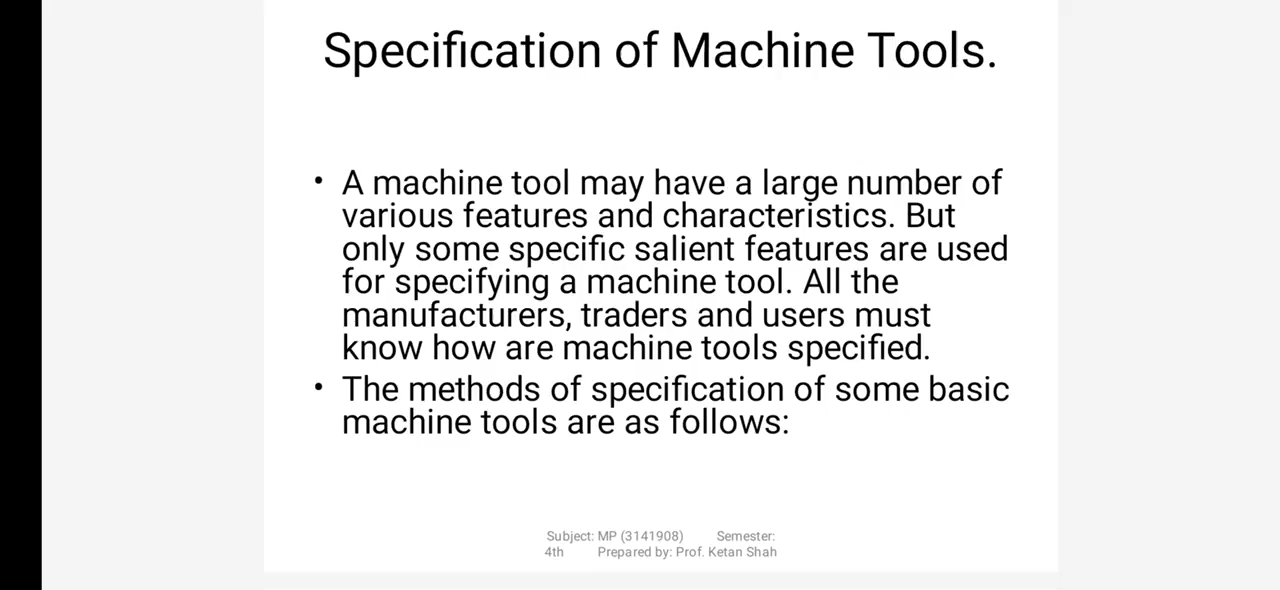 Specification of Machine Tools.
• A machine tool may have a large number of
various features and characteristics. But
only some specific salient features are used
for specifying a machine tool. All the
manufacturers, traders and users must
know how are machine tools specified.
• The methods of specification of some basic
machine tools are as follows:
Subject: MP (3141908) Semester:
4th Prepared by: Prof. Ketan Shah